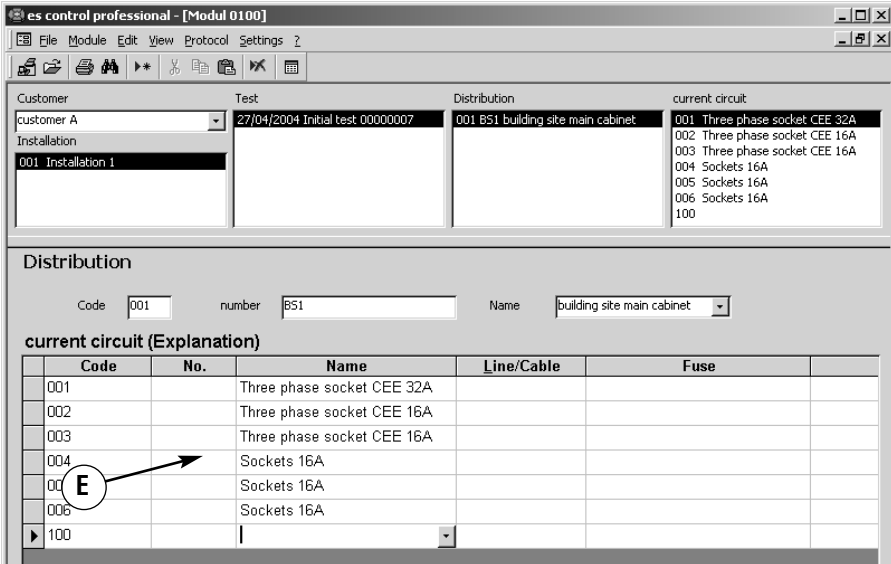 es control professional - [Modul 0100]
File Module Edit View Protocol Settings ?
Customer
customer A
Installation
001 Installation 1
Test
27/04/2004 Initial test 00000007
Distribution
001 BS1 building site main cabinet
current circuit
001 Three phase socket CEE 32A
002 Three phase socket CEE 16A
003 Three phase socket CEE 16A
004 Sockets 16A
005 Sockets 16A
006 Sockets 16A
100
Distribution
Code 001 number BS1 Name building site main cabinet
current circuit (Explanation)
Code No. Name Line/Cable Fuse
001 Three phase socket CEE 32A
002 Three phase socket CEE 16A
003 Three phase socket CEE 16A
004 Sockets 16A
E
Sockets 16A
006 Sockets 16A
100